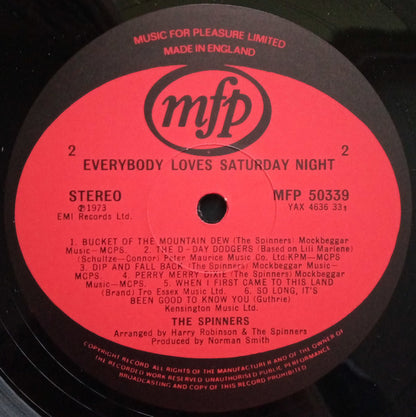 MUSIC FOR PLEASURE LIMITED
MADE IN ENGLAND
mfp
2 2
EVERYBODY LOVES SATURDAY NIGHT
STEREO MFP 50339
℗1973 YAX 4636 33⅓
EMI Records Ltd.
1. BUCKET OF THE MOUNTAIN DEW (The Spinners) Mockbeggar
Music—MCPS. 2. THE D-DAY DODGERS (Based on Lili Marlene)
(Schultze—Connor) Peter Maurice Music Co. Ltd/KPM—MCPS
3. DIP AND FALL BACK (The Spinners) Mockbeggar Music—MCPS.
4. PERRY MERRY DIXIE (The Spinners) Mockbeggar
Music—MCPS. 5. WHEN I FIRST CAME TO THIS LAND
(Brand) Tro Essex Music Ltd. 6. SO LONG, IT'S
BEEN GOOD TO KNOW YOU (Guthrie)
Kensington Music Ltd.
THE SPINNERS
Arranged by Harry Robinson & The Spinners
Produced by Norman Smith
COPYRIGHT RECORD. ALL RIGHTS OF THE MANUFACTURER AND OF THE OWNER OF
THE RECORDED WORK RESERVED UNAUTHORISED PUBLIC PERFORMANCE
BROADCASTING AND COPY OF THIS RECORD PROHIBITED